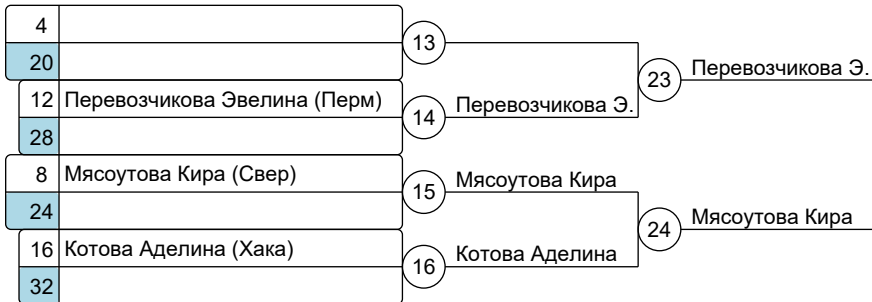 4
20
13
12 Перевозчикова Эвелина (Перм)
28
14
Перевозчикова Э.
23
Перевозчикова Э.
8 Мясоутова Кира (Свер)
24
15
Мясоутова Кира
16 Котова Аделина (Хака)
32
16
Котова Аделина
24
Мясоутова Кира